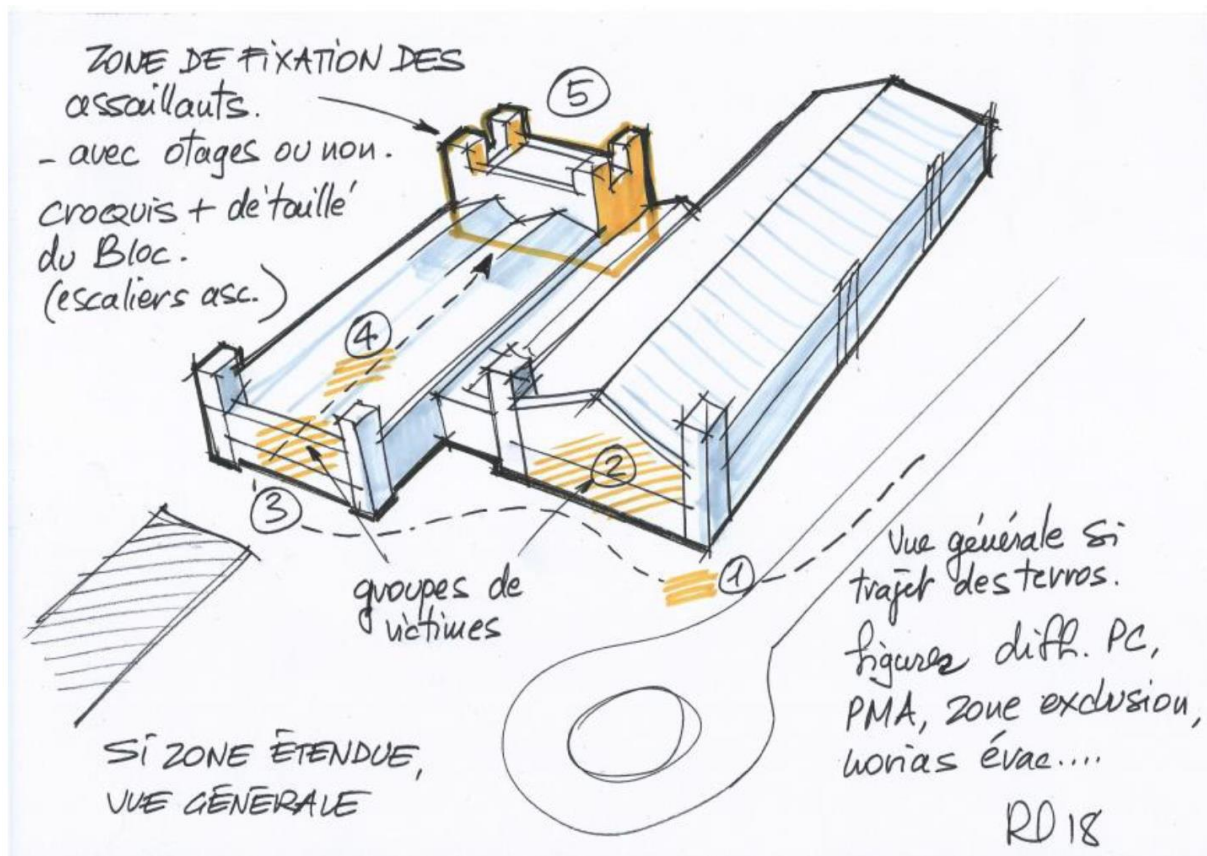 ZONE DE FIXATION DES
assaillants.
- avec otages ou non.
croquis + détaillé
du Bloc.
(escaliers asc.)
5
4
3
2
1
groupes de
victimes
Vue générale si
trajet des terros.
figurer diff. PC,
PMA, zone exclusion,
norias évac....
SI ZONE ÉTENDUE,
VUE GÉNÉRALE
RD 18